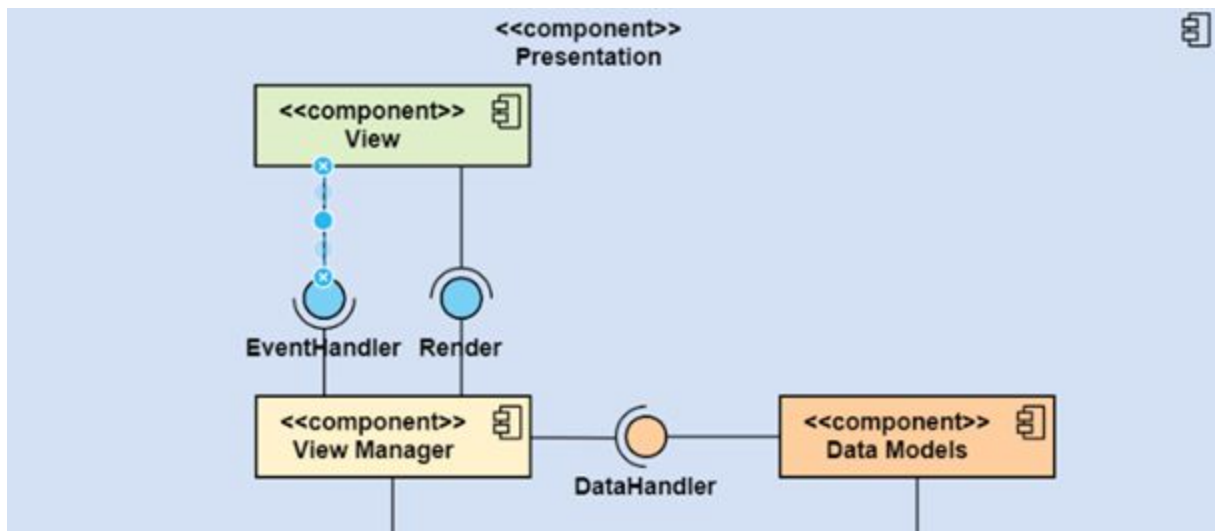 <<component>>
Presentation
<<component>>
View
EventHandler
Render
<<component>>
View Manager
DataHandler
<<component>>
Data Models